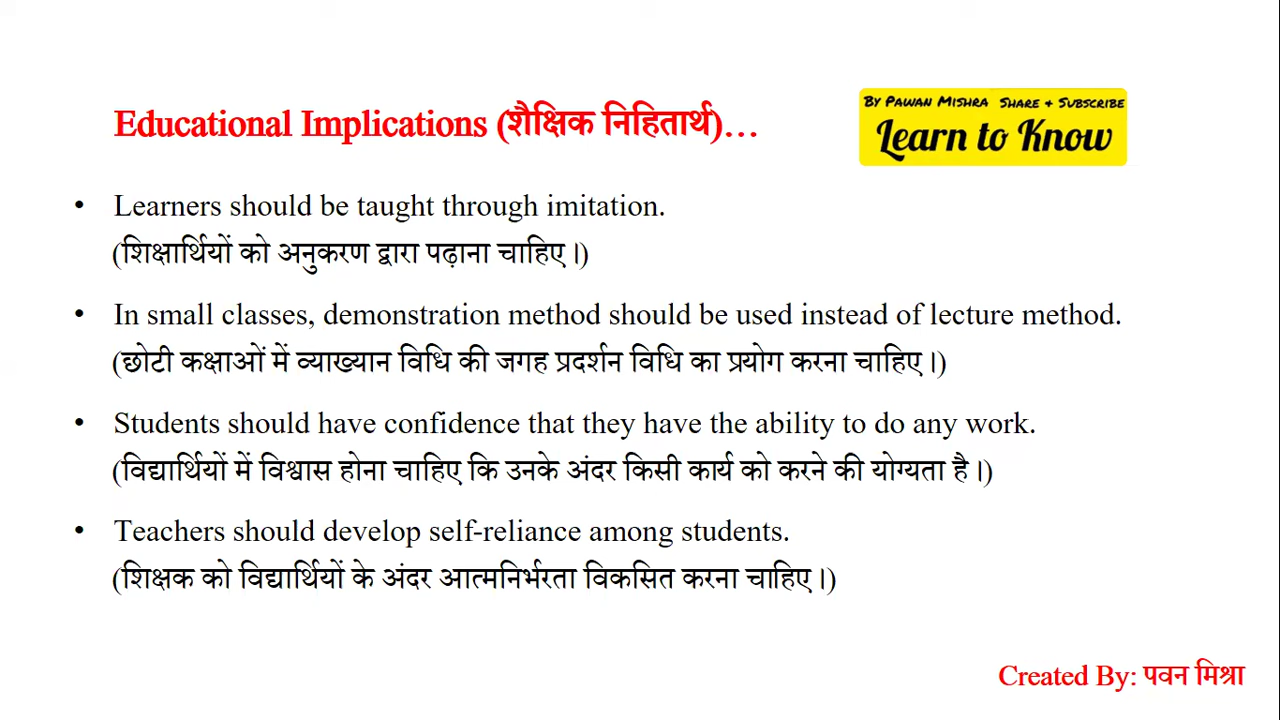 Educational Implications (शैक्षिक निहितार्थ)…
By Pawan Mishra Share & Subscribe
Learn to Know
• Learners should be taught through imitation.
(शिक्षार्थियों को अनुकरण द्वारा पढ़ाना चाहिए।)
• In small classes, demonstration method should be used instead of lecture method.
(छोटी कक्षाओं में व्याख्यान विधि की जगह प्रदर्शन विधि का प्रयोग करना चाहिए।)
• Students should have confidence that they have the ability to do any work.
(विद्यार्थियों में विश्वास होना चाहिए कि उनके अंदर किसी कार्य को करने की योग्यता है।)
• Teachers should develop self-reliance among students.
(शिक्षक को विद्यार्थियों के अंदर आत्मनिर्भरता विकसित करना चाहिए।)
Created By: पवन मिश्रा